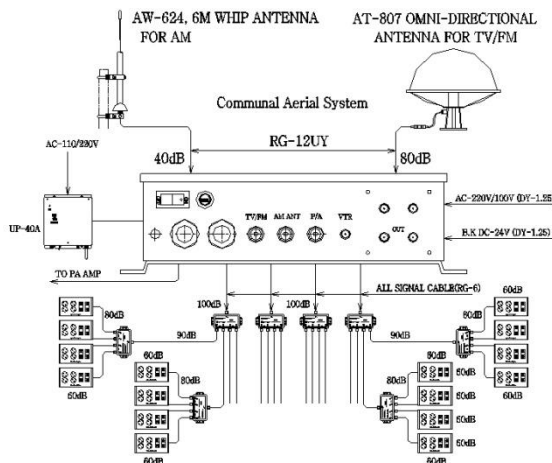 AW-624, 6M WHIP ANTENNA
FOR AM
AT-807 OMNI-DIRECTIONAL
ANTENNA FOR TV/FM
Communal Aerial System
RG-12UY
AC-110/220V
40dB
80dB
UP-40A
TV/FM
AM ANT
P/A
VTR
OUT
AC-220V/100V (DY-1.25)
B.K DC-24V (DY-1.25)
TO PA AMP
100dB
100dB
ALL SIGNAL CABLE(RG-6)
60dB
80dB
80dB
90dB
90dB
60dB
60dB
80dB
60dB
60dB
80dB
60dB
50dB
50dB
50dB
60dB
60dB